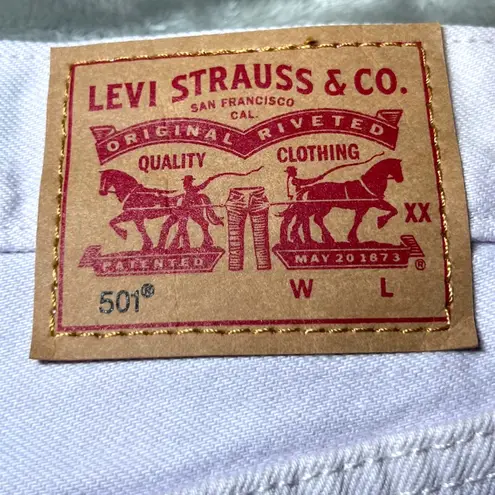 LEVI STRAUSS & CO.
SAN FRANCISCO
CAL.
ORIGINAL RIVETED
QUALITY CLOTHING
XX
PATENTED MAY 20 1873 ®
501® W L